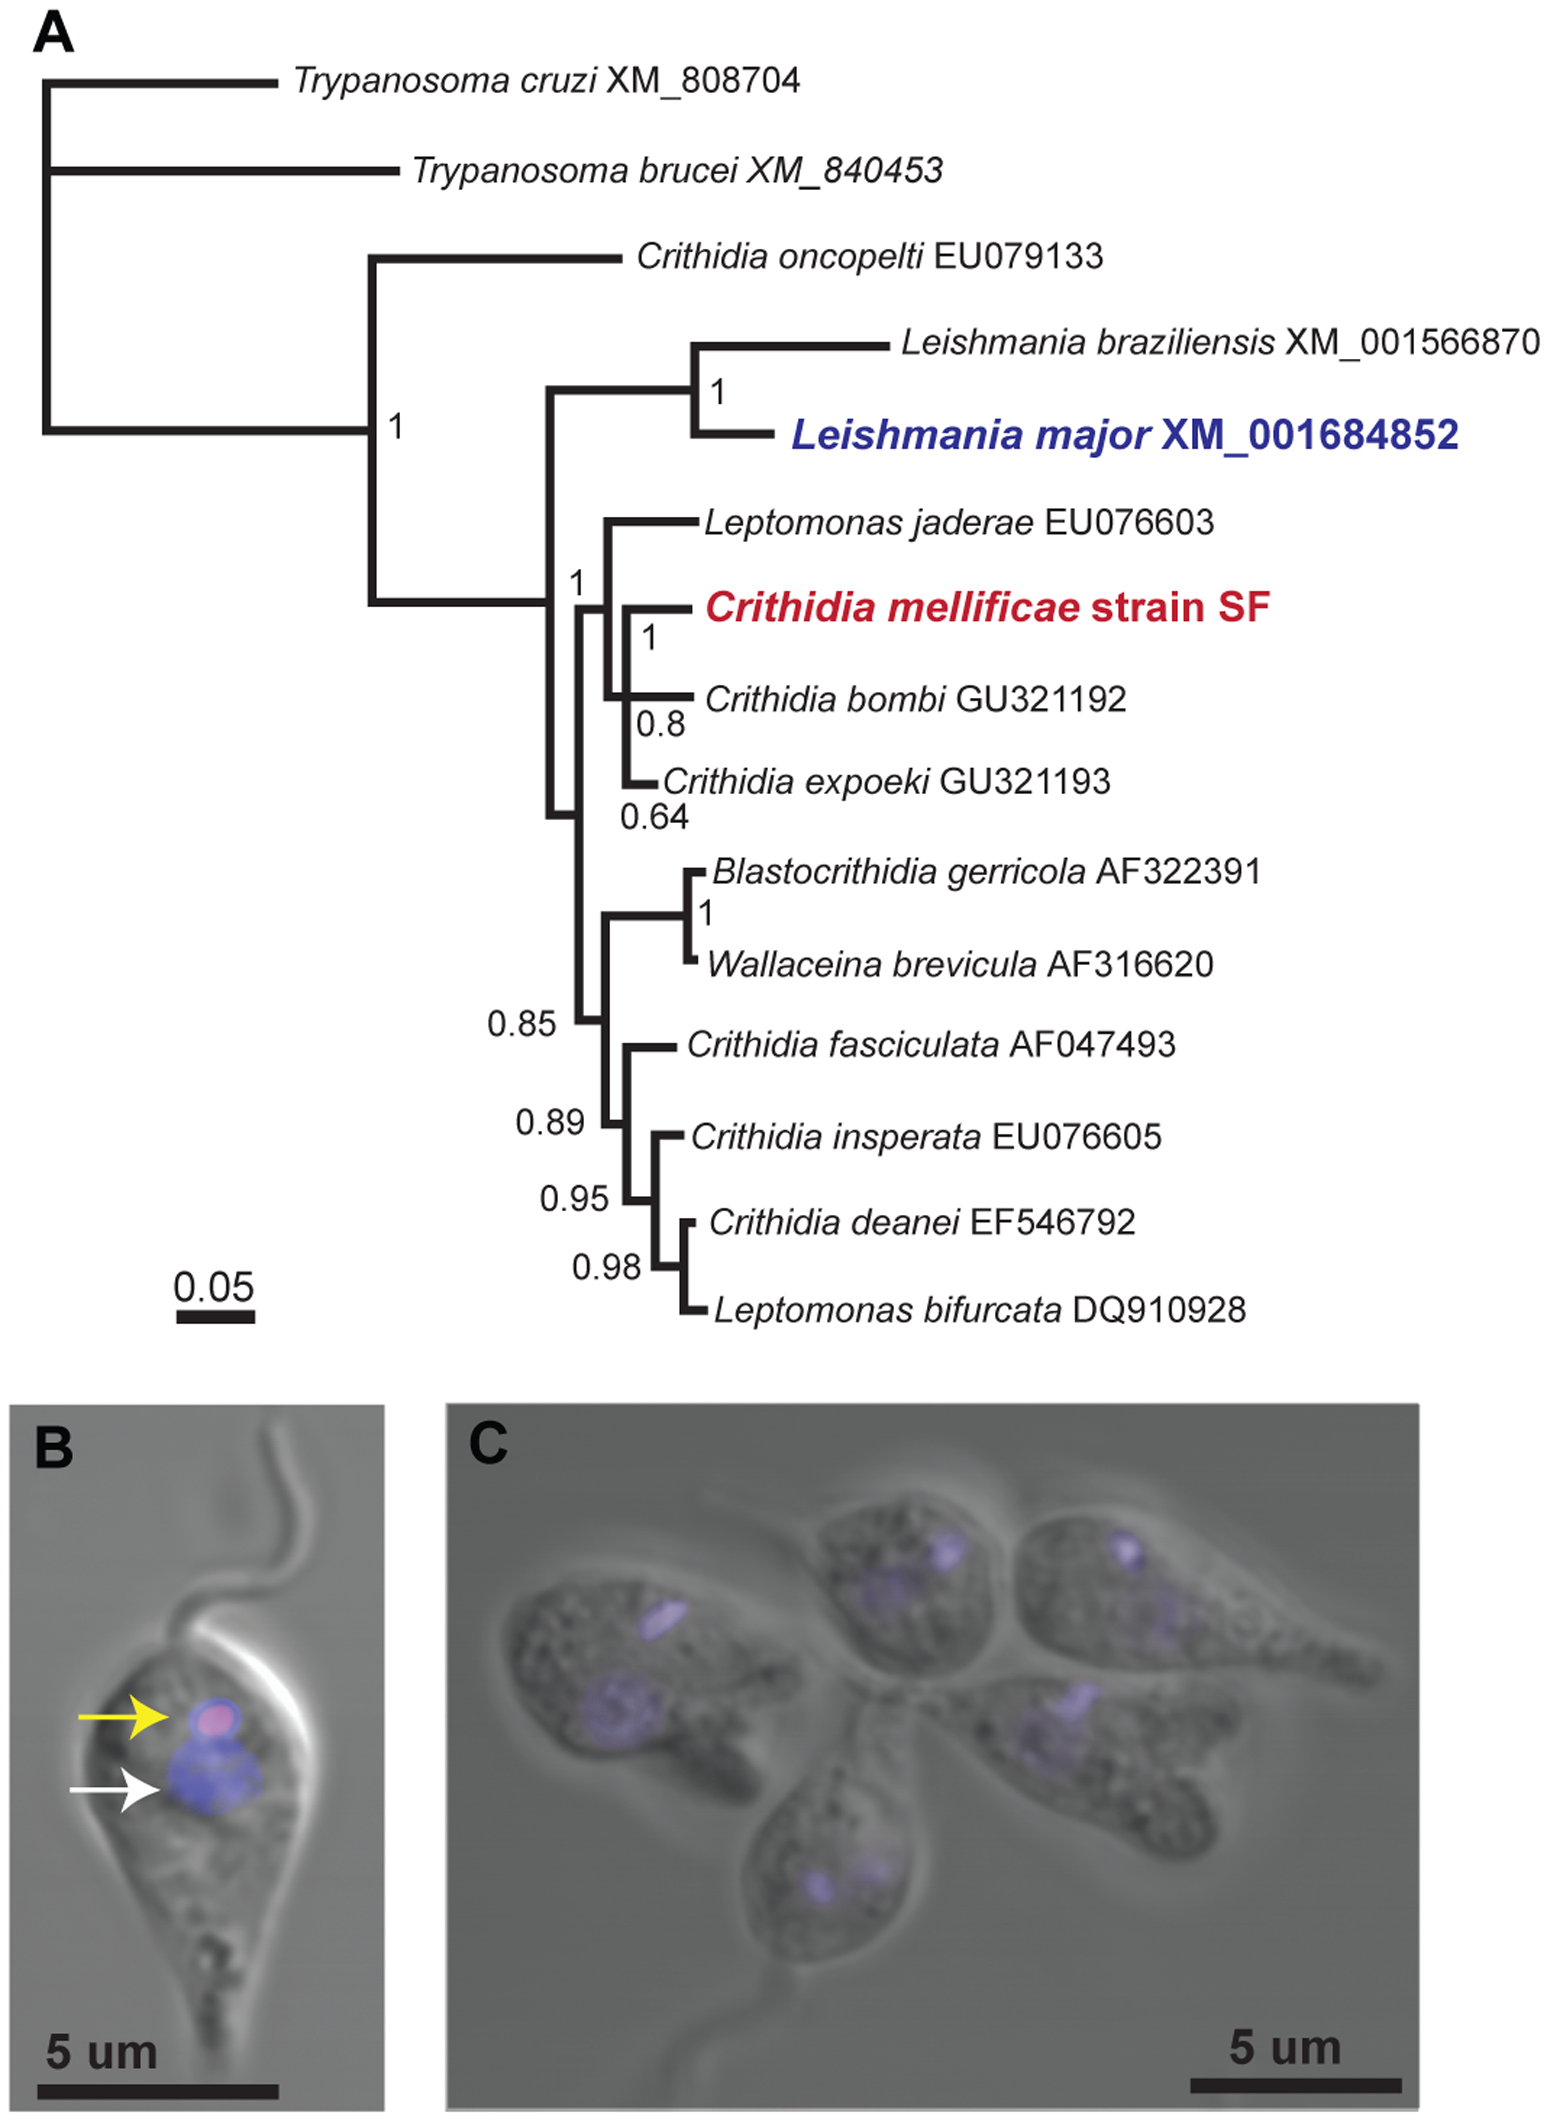 A
Trypanosoma cruzi XM_808704
Trypanosoma brucei XM_840453
Crithidia oncopelti EU079133
Leishmania braziliensis XM_001566870
1
1
Leishmania major XM_001684852
Leptomonas jaderae EU076603
1
Crithidia mellificae strain SF
1
Crithidia bombi GU321192
0.8
Crithidia expoeki GU321193
0.64
Blastocrithidia gerricola AF322391
1
Wallaceina brevicula AF316620
0.85
Crithidia fasciculata AF047493
0.89
Crithidia insperata EU076605
0.95
Crithidia deanei EF546792
0.98
0.05
Leptomonas bifurcata DQ910928
B
C
5 um
5 um